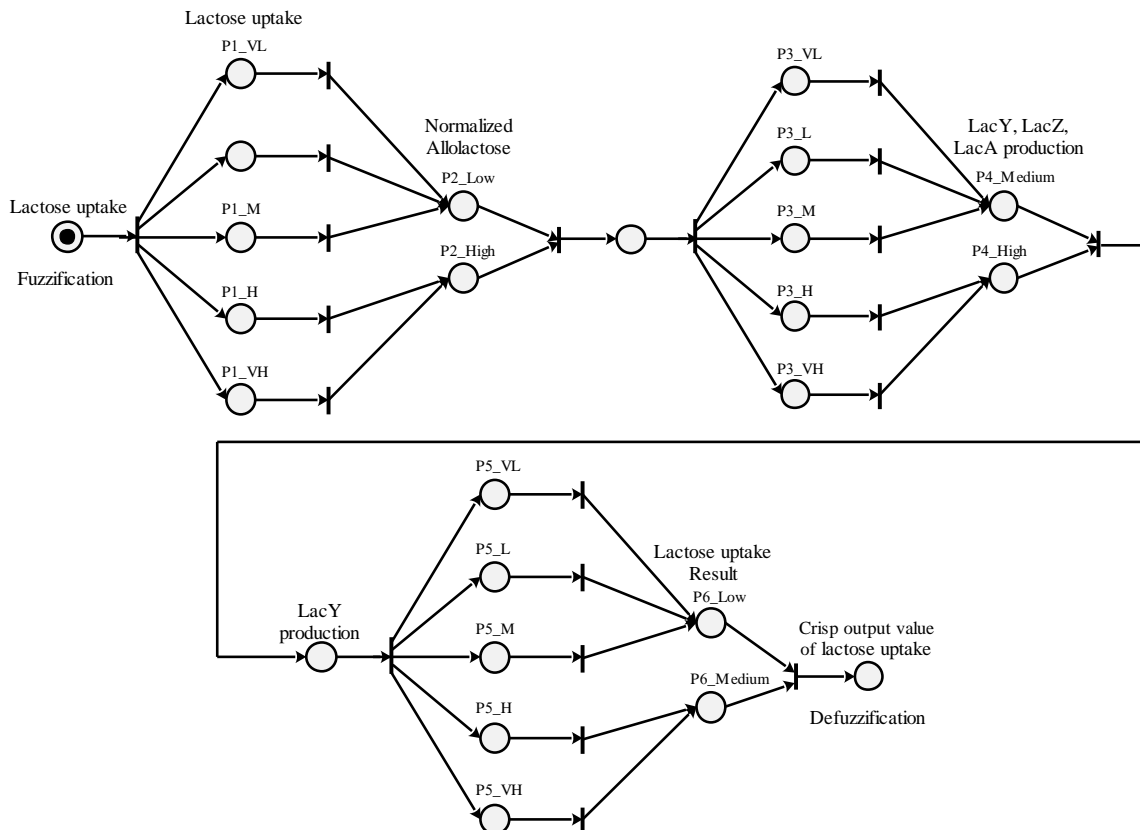 Lactose uptake
P1_VL
Normalized
Allolactose
P2_Low
Lactose uptake
P1_M
P2_High
Fuzzification
P1_H
P1_VH
P3_VL
P3_L
LacY, LacZ,
LacA production
P4_Medium
P3_M
P4_High
P3_H
P3_VH
P5_VL
P5_L
Lactose uptake
Result
P6_Low
LacY
production
P5_M
Crisp output value
of lactose uptake
P6_Medium
P5_H
Defuzzification
P5_VH